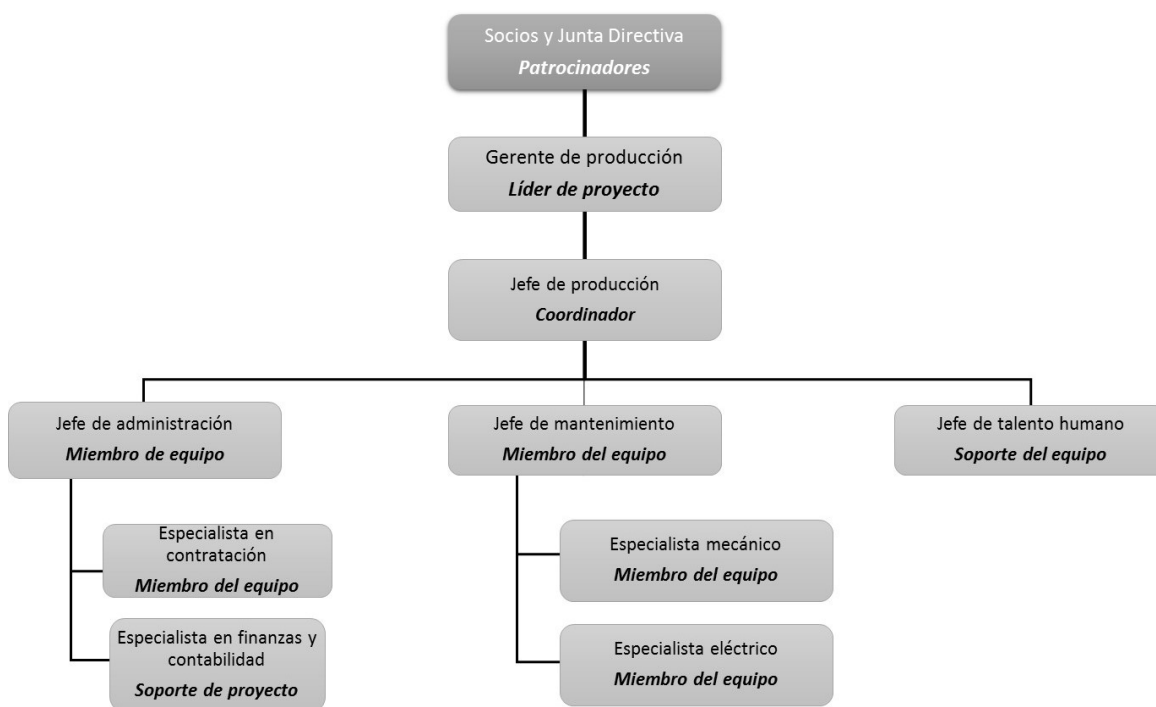 Socios y Junta Directiva
Patrocinadores
Gerente de producción
Líder de proyecto
Jefe de producción
Coordinador
Jefe de administración
Miembro de equipo
Jefe de mantenimiento
Miembro del equipo
Jefe de talento humano
Soporte del equipo
Especialista en
contratación
Miembro del equipo
Especialista mecánico
Miembro del equipo
Especialista en finanzas y
contabilidad
Soporte de proyecto
Especialista eléctrico
Miembro del equipo